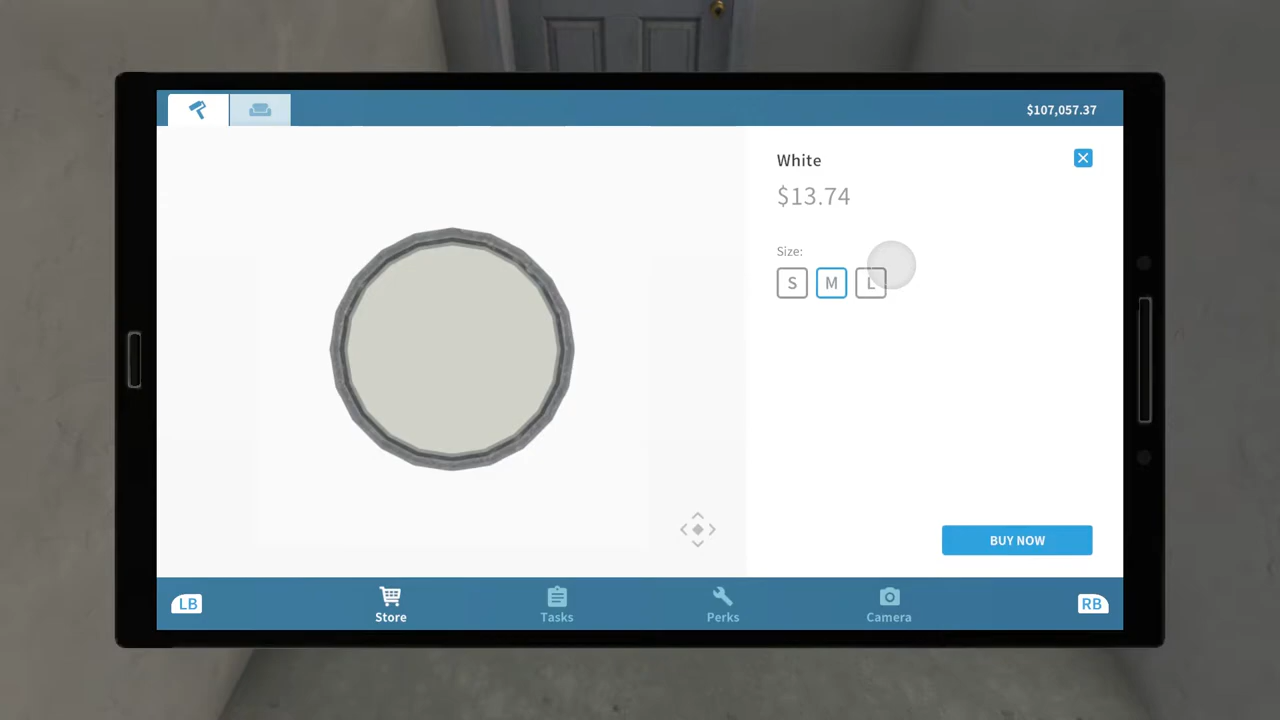 $107,057.37
White
$13.74
Size:
S M L
BUY NOW
LB Store Tasks Perks Camera RB